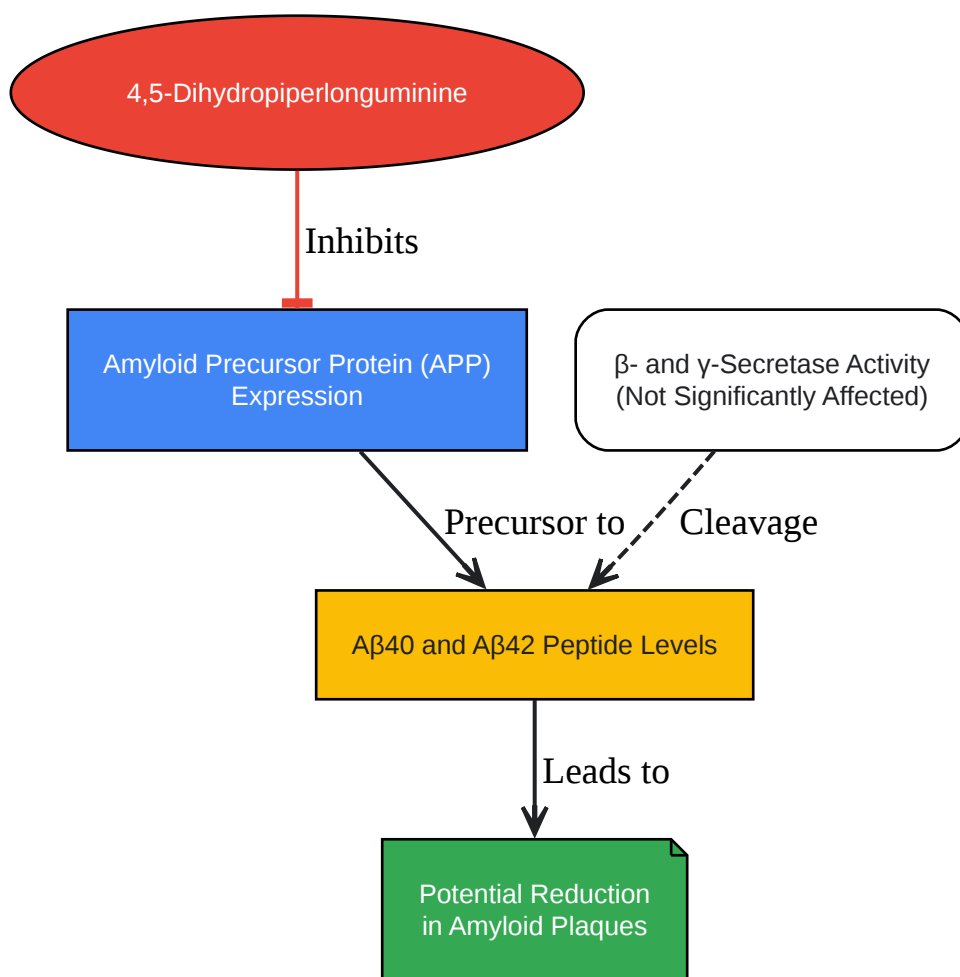 4,5-Dihydropiperlonguminine
Inhibits
Amyloid Precursor Protein (APP)
Expression
β- and γ-Secretase Activity
(Not Significantly Affected)
Precursor to
Cleavage
Aβ40 and Aβ42 Peptide Levels
Leads to
Potential Reduction
in Amyloid Plaques